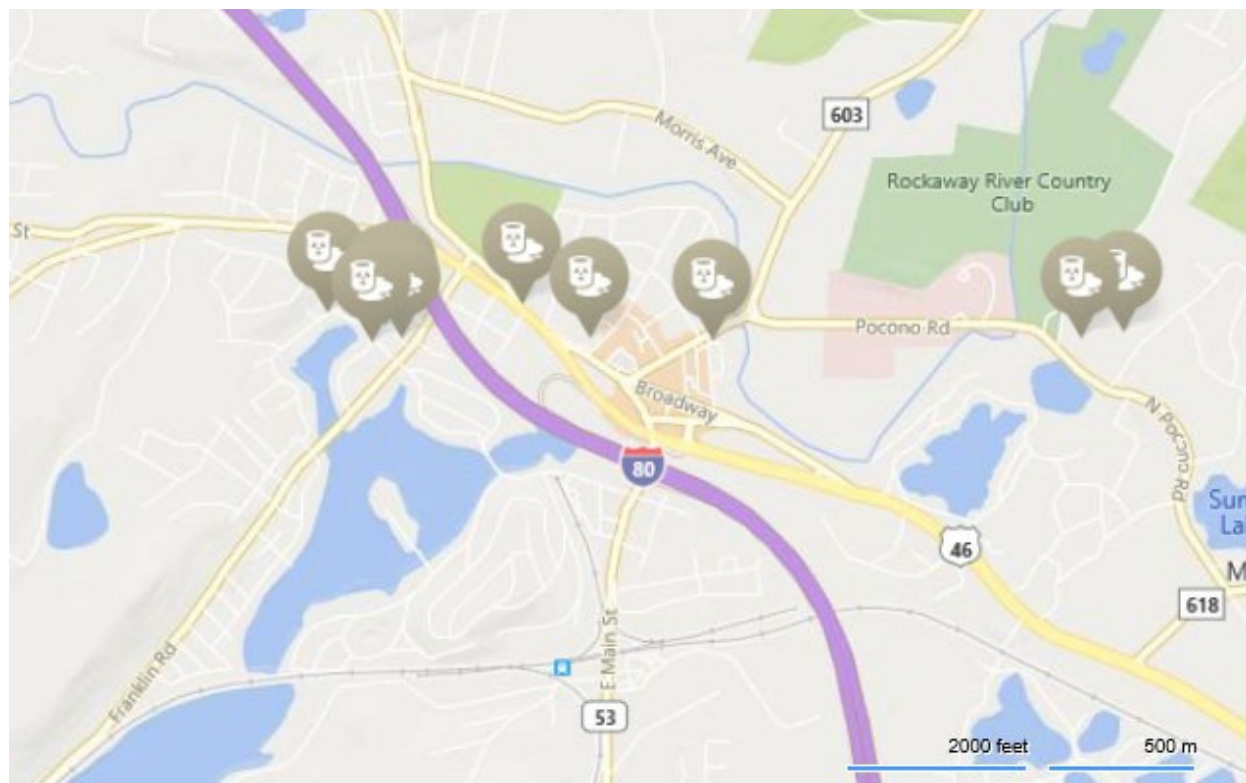 603
Morris Ave
Rockaway River Country
Club
St
Pocono Rd
Broadway
N Pocono Rd
80
Sun
La
46
M
618
E Main St
Franklin Rd
53
2000 feet
500 m